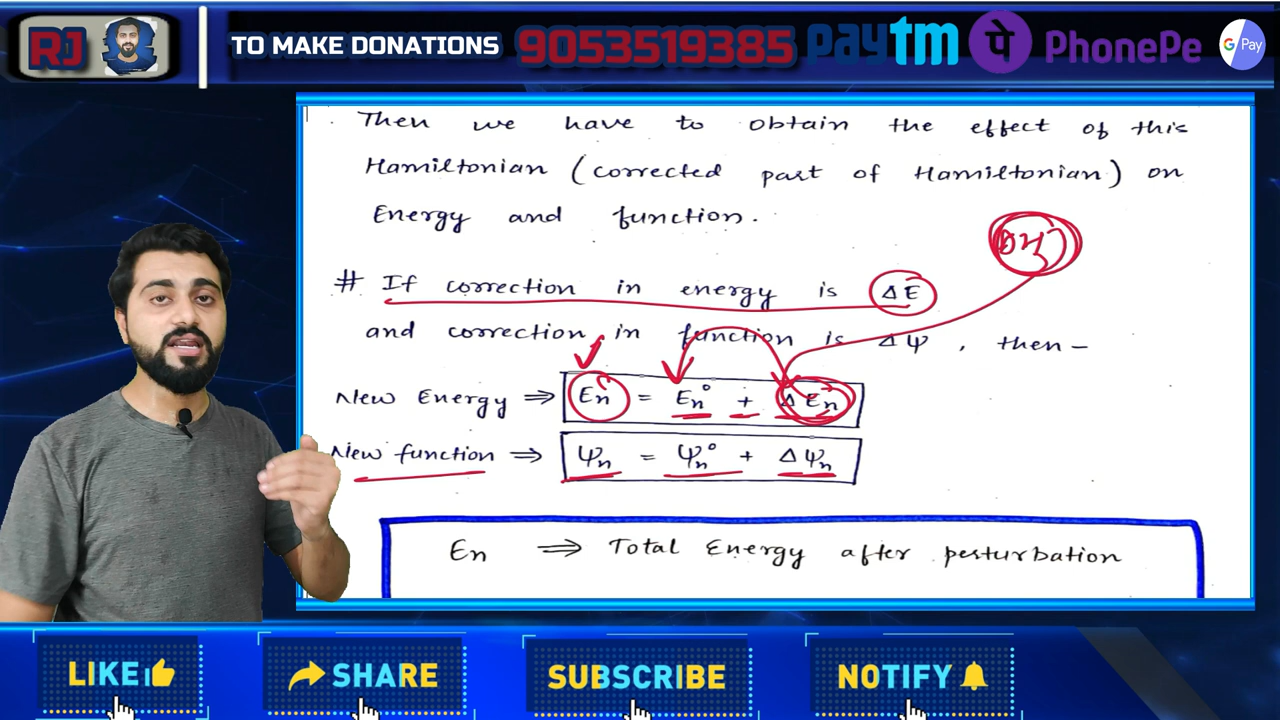 RJ TO MAKE DONATIONS 9053519385 paytm पे PhonePe G Pay
Then we have to obtain the effect of this
Hamiltonian (corrected part of Hamiltonian) on
Energy and function.
# If correction in energy is ΔE
and correction in function is Δψ, then –
New Energy ⇒ En = En° + ΔEn
New function ⇒ ψn = ψn° + Δψn
En ⇒ Total Energy after perturbation
LIKE SHARE SUBSCRIBE NOTIFY